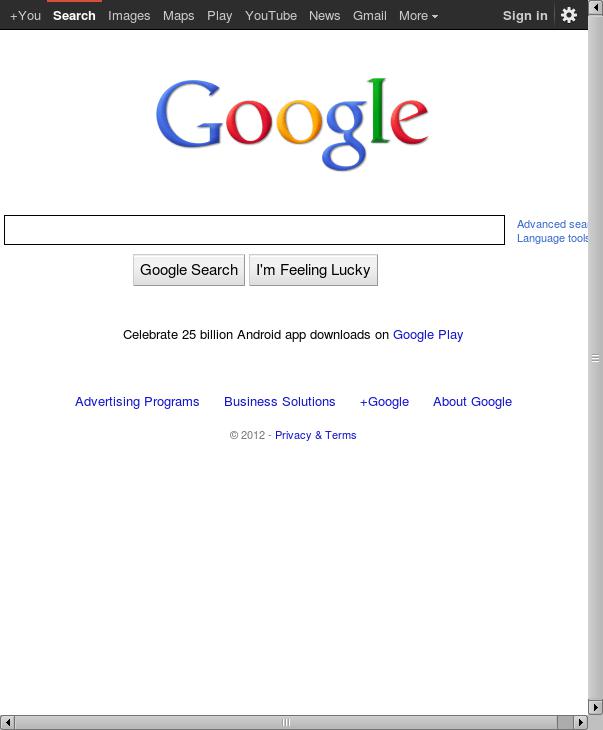 +You Search Images Maps Play YouTube News Gmail More Sign in
Google
Advanced sea
Language tools
Google Search I'm Feeling Lucky
Celebrate 25 billion Android app downloads on Google Play
Advertising Programs Business Solutions +Google About Google
© 2012 - Privacy & Terms